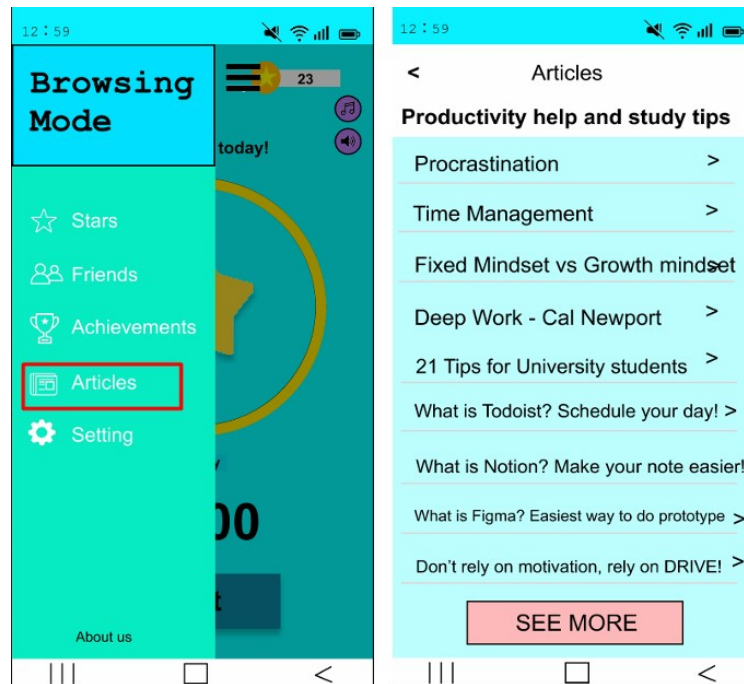 12:59
Browsing
Mode
23
today!
Stars
Friends
Achievements
Articles
Setting
00
t
About us
12:59
< Articles
Productivity help and study tips
Procrastination >
Time Management >
Fixed Mindset vs Growth mindset >
Deep Work - Cal Newport >
21 Tips for University students >
What is Todoist? Schedule your day! >
What is Notion? Make your note easier!
What is Figma? Easiest way to do prototype >
Don't rely on motivation, rely on DRIVE! >
SEE MORE